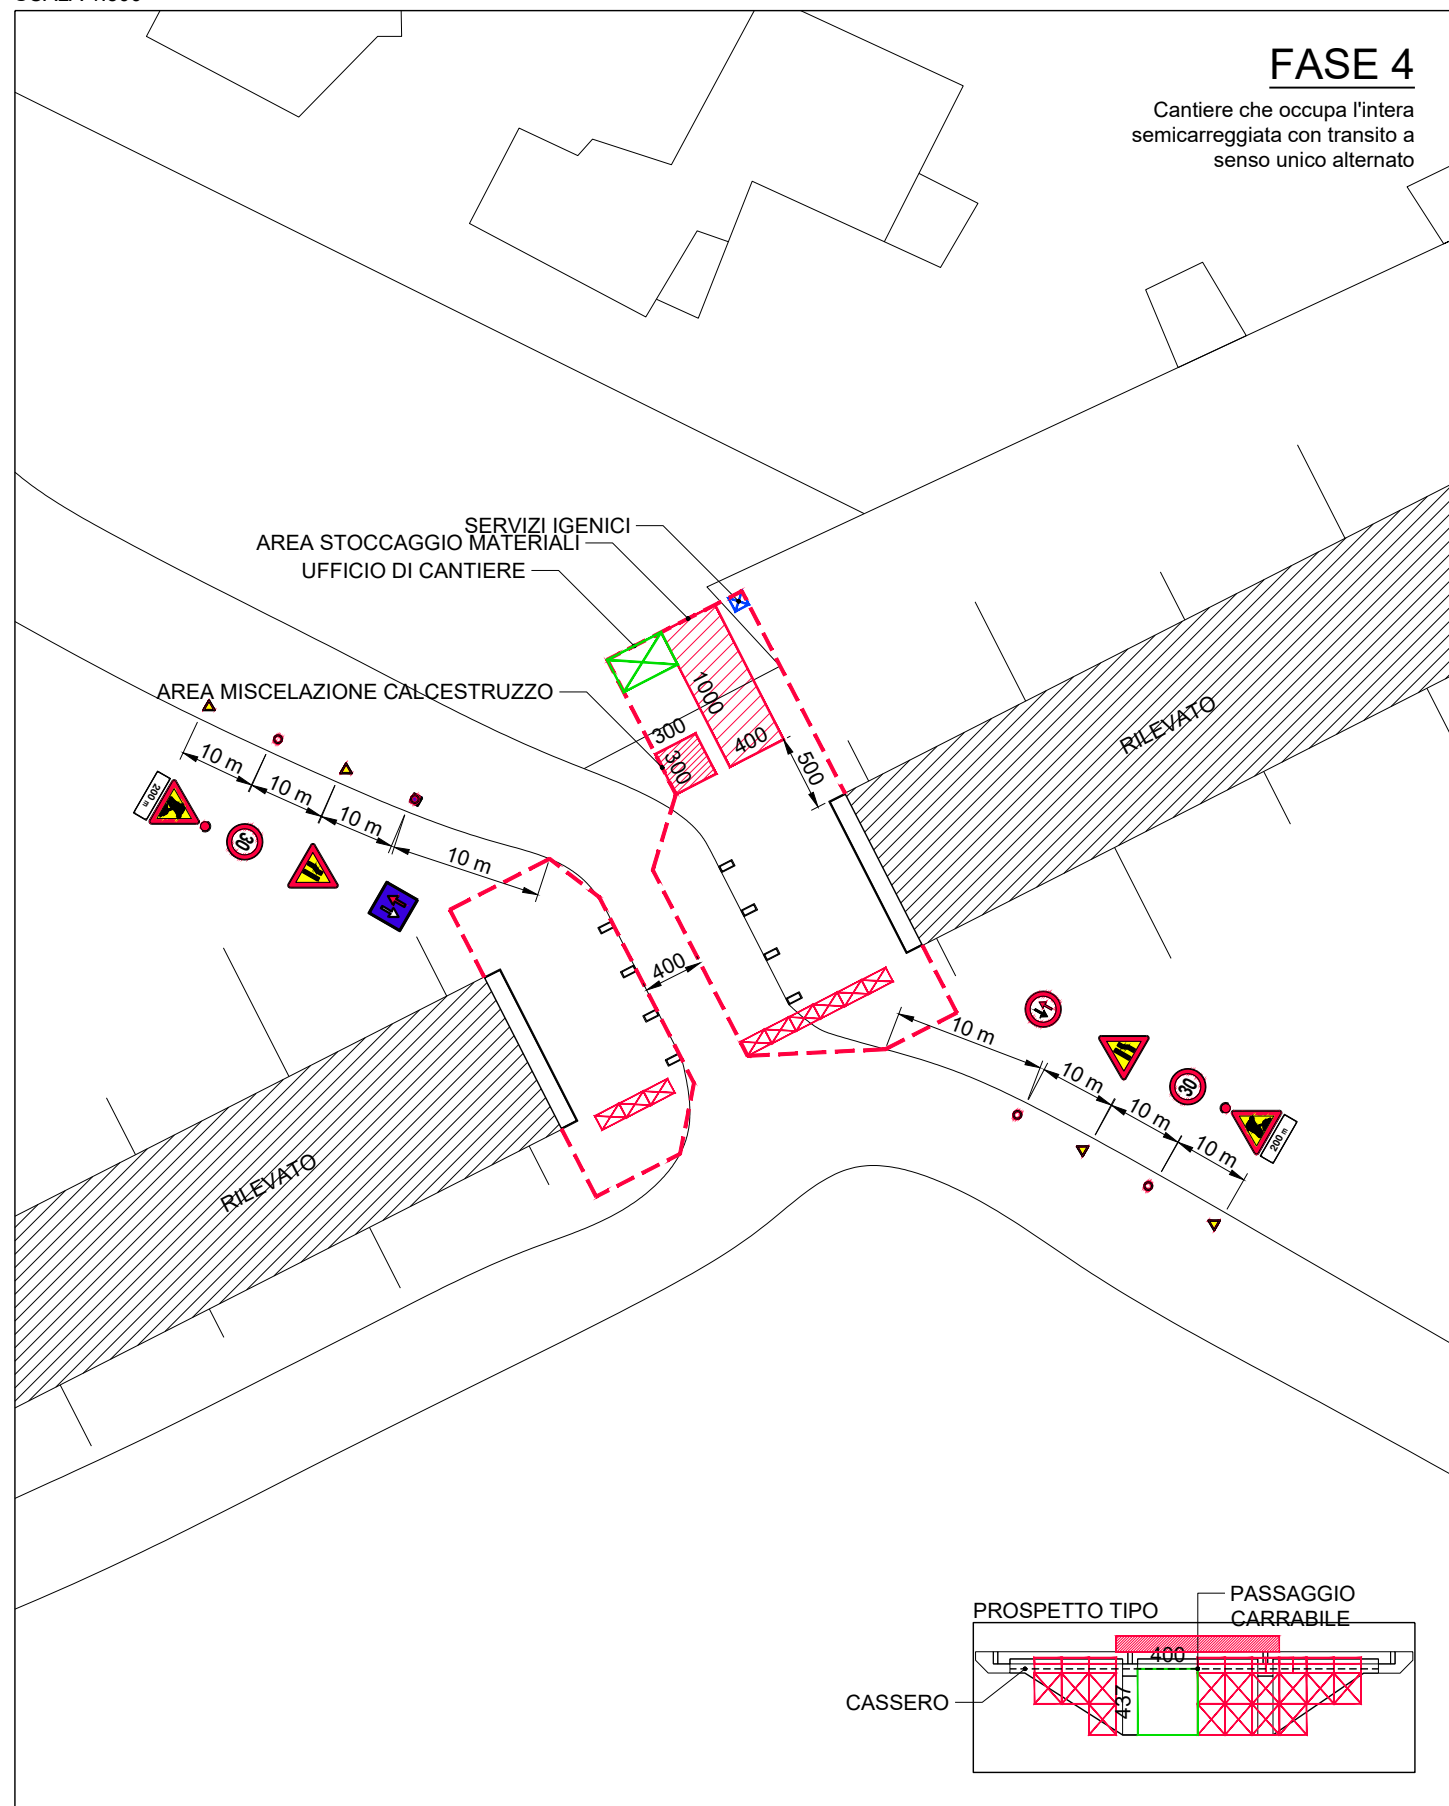 FASE 4
Cantiere che occupa l'intera
semicarreggiata con transito a
senso unico alternato
SERVIZI IGENICI
AREA STOCCAGGIO MATERIALI
UFFICIO DI CANTIERE
AREA MISCELAZIONE CALCESTRUZZO
1000
300
300
400
500
RILEVATO
10 m
10 m
10 m
10 m
200 m
30
400
10 m
10 m
10 m
10 m
30
200 m
RILEVATO
PROSPETTO TIPO
PASSAGGIO
CARRABILE
400
437
CASSERO